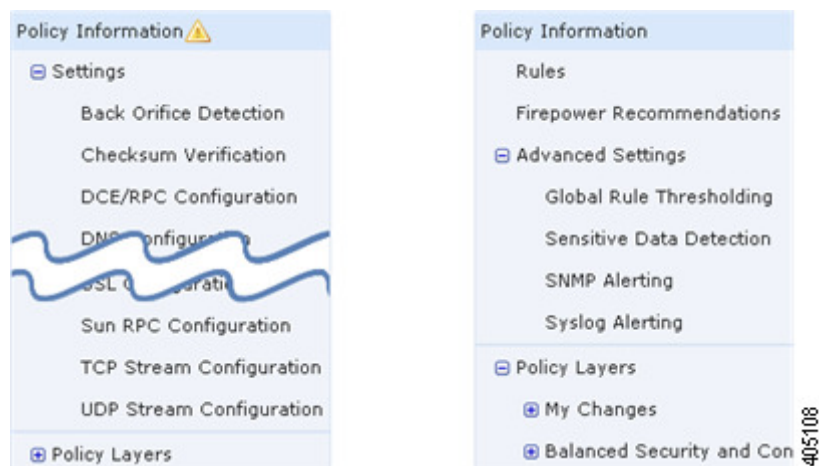 Policy Information
Settings
Back Orifice Detection
Checksum Verification
DCE/RPC Configuration
Sun RPC Configuration
TCP Stream Configuration
UDP Stream Configuration
Policy Layers
Policy Information
Rules
Firepower Recommendations
Advanced Settings
Global Rule Thresholding
Sensitive Data Detection
SNMP Alerting
Syslog Alerting
Policy Layers
My Changes
Balanced Security and Con
405108